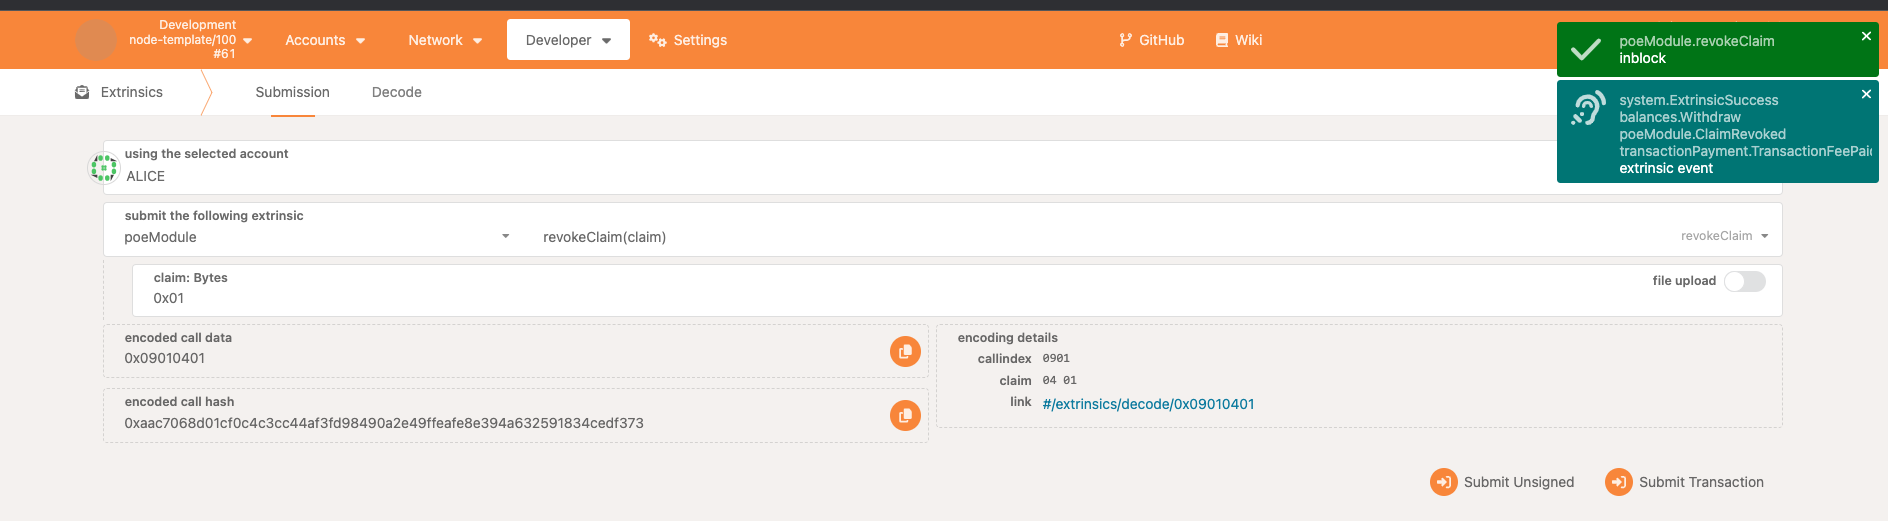 Development
node-template/100
#61
Accounts
Network
Developer
Settings
GitHub
Wiki
poeModule.revokeClaim
inblock
system.ExtrinsicSuccess
balances.Withdraw
poeModule.ClaimRevoked
transactionPayment.TransactionFeePaid
extrinsic event
Extrinsics
Submission
Decode
using the selected account
ALICE
submit the following extrinsic
poeModule
revokeClaim(claim)
revokeClaim
claim: Bytes
0x01
file upload
encoded call data
0x09010401
encoding details
callindex 0901
claim 04 01
link #/extrinsics/decode/0x09010401
encoded call hash
0xaac7068d01cf0c4c3cc44af3fd98490a2e49ffeafe8e394a632591834cedf373
Submit Unsigned
Submit Transaction